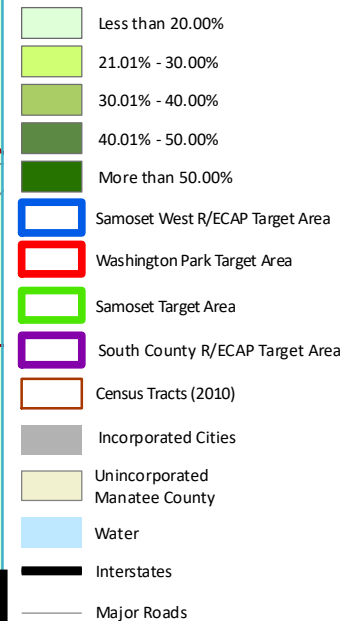 Less than 20.00%
21.01% - 30.00%
30.01% - 40.00%
40.01% - 50.00%
More than 50.00%
Samoset West R/ECAP Target Area
Washington Park Target Area
Samoset Target Area
South County R/ECAP Target Area
Census Tracts (2010)
Incorporated Cities
Unincorporated
Manatee County
Water
Interstates
Major Roads